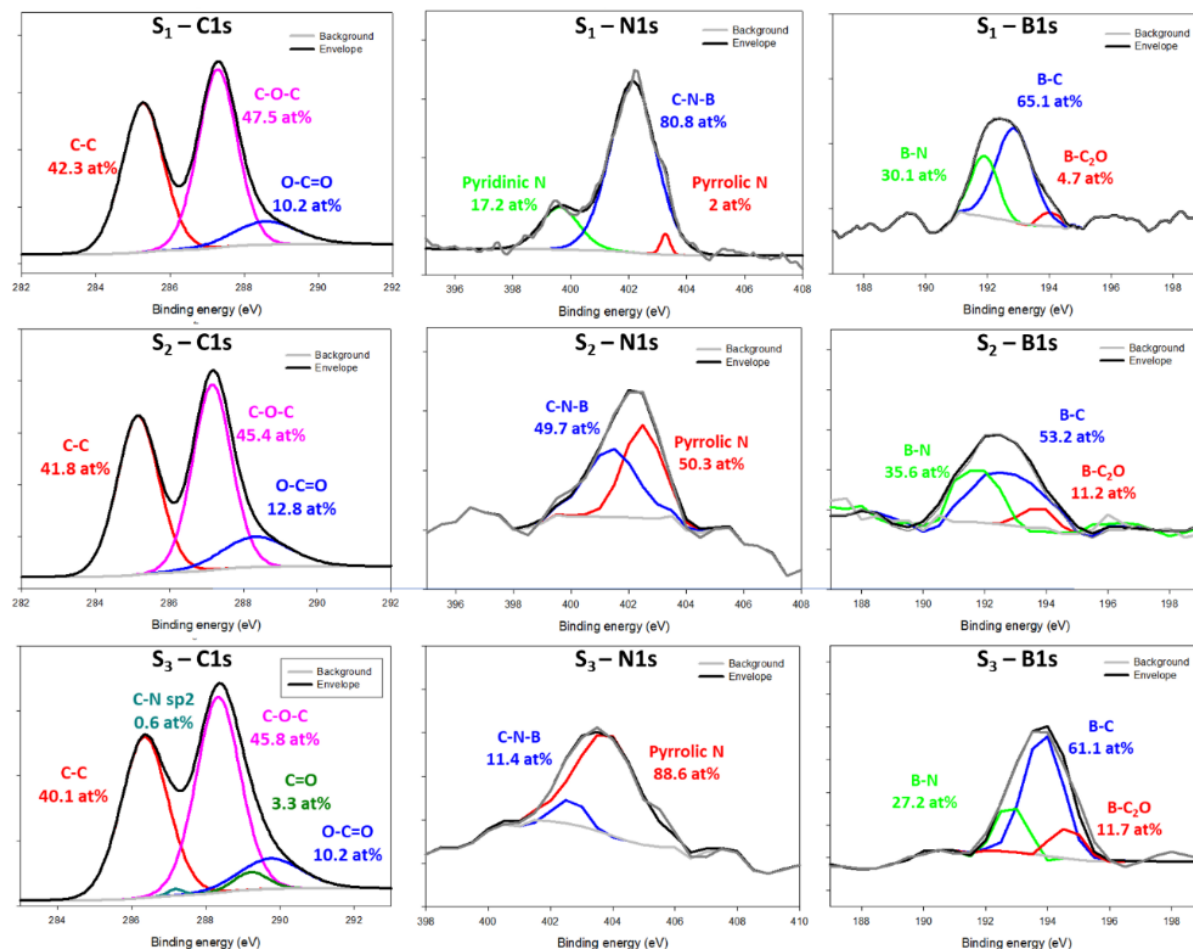 S1 – C1s
Background
Envelope
C-O-C
47.5 at%
C-C
42.3 at%
O-C=O
10.2 at%
282 284 286 288 290 292
Binding energy (eV)
S1 – N1s
Background
Envelope
C-N-B
80.8 at%
Pyridinic N
17.2 at%
Pyrrolic N
2 at%
396 398 400 402 404 406 408
Binding energy (eV)
S1 – B1s
Background
Envelope
B-C
65.1 at%
B-N
30.1 at%
B-C2O
4.7 at%
188 190 192 194 196 198
Binding energy (eV)
S2 – C1s
Background
Envelope
C-O-C
45.4 at%
C-C
41.8 at%
O-C=O
12.8 at%
282 284 286 288 290 292
Binding energy (eV)
S2 – N1s
Background
Envelope
C-N-B
49.7 at%
Pyrrolic N
50.3 at%
396 398 400 402 404 406 408
Binding energy (eV)
S2 – B1s
Background
Envelope
B-C
53.2 at%
B-N
35.6 at%
B-C2O
11.2 at%
188 190 192 194 196 198
Binding energy (eV)
S3 – C1s
Background
Envelope
C-N sp2
0.6 at%
C-O-C
45.8 at%
C-C
40.1 at%
C=O
3.3 at%
O-C=O
10.2 at%
284 286 288 290 292
Binding energy (eV)
S3 – N1s
Background
Envelope
C-N-B
11.4 at%
Pyrrolic N
88.6 at%
398 400 402 404 406 408 410
Binding energy (eV)
S3 – B1s
Background
Envelope
B-C
61.1 at%
B-N
27.2 at%
B-C2O
11.7 at%
188 190 192 194 196 198
Binding energy (eV)